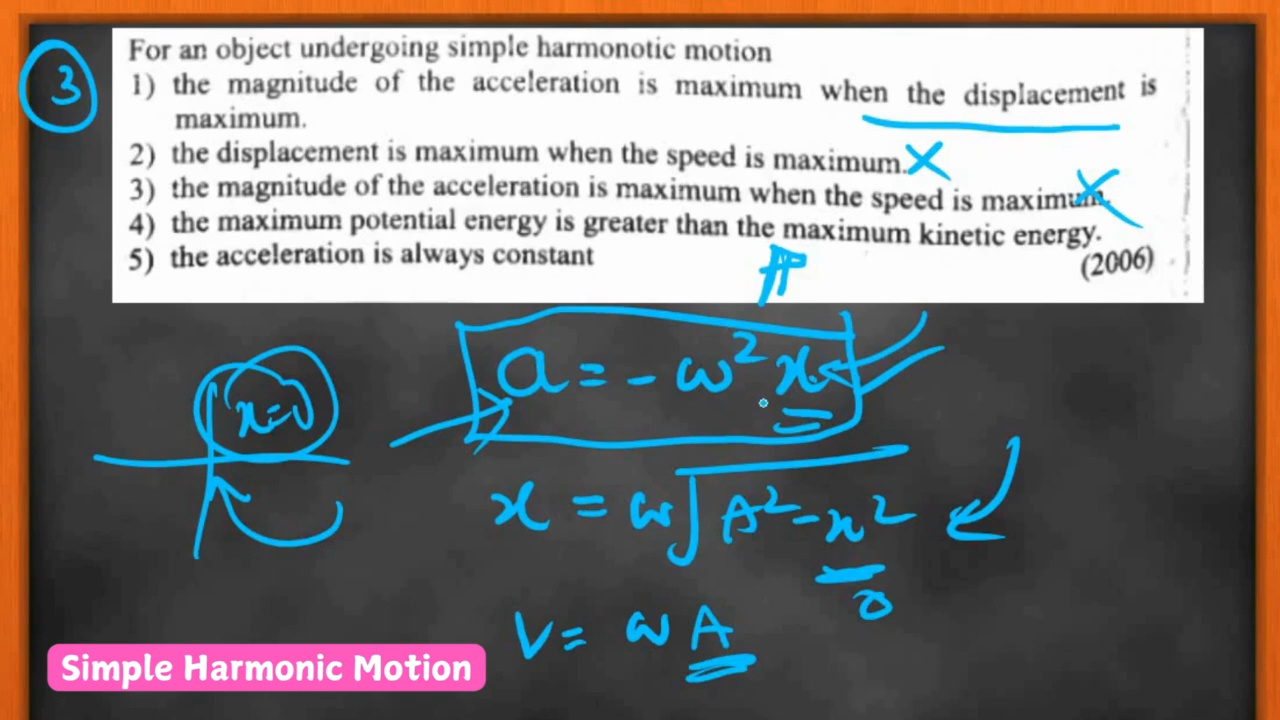 3
For an object undergoing simple harmonotic motion
1) the magnitude of the acceleration is maximum when the displacement is
maximum.
2) the displacement is maximum when the speed is maximum.
3) the magnitude of the acceleration is maximum when the speed is maximum.
4) the maximum potential energy is greater than the maximum kinetic energy.
5) the acceleration is always constant
(2006)
a = - ω² x
x=0
x = ω√A²-x²
0
V = ω A
Simple Harmonic Motion